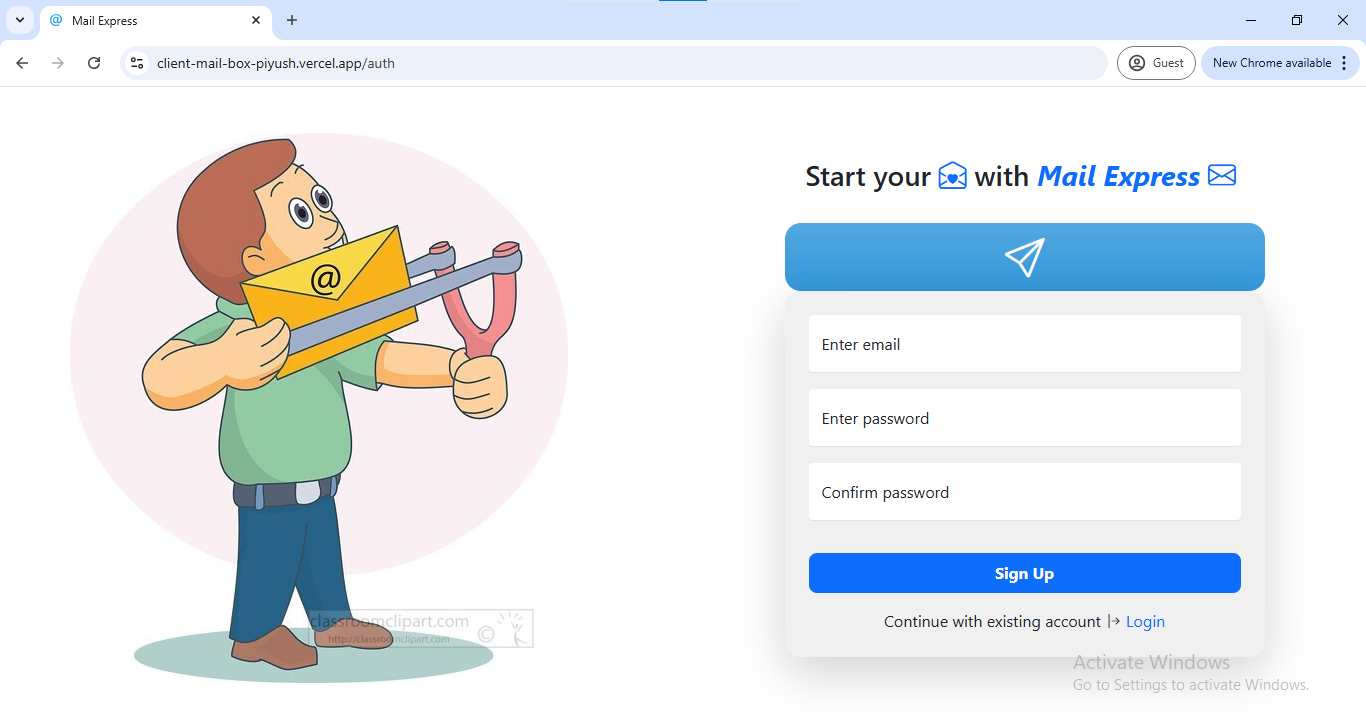 Mail Express
client-mail-box-piyush.vercel.app/auth
Guest
New Chrome available
Start your with Mail Express
@
Enter email
Enter password
Confirm password
Sign Up
Continue with existing account Login
classroomclipart.com
http://classroomclipart.com
©
Activate Windows
Go to Settings to activate Windows.